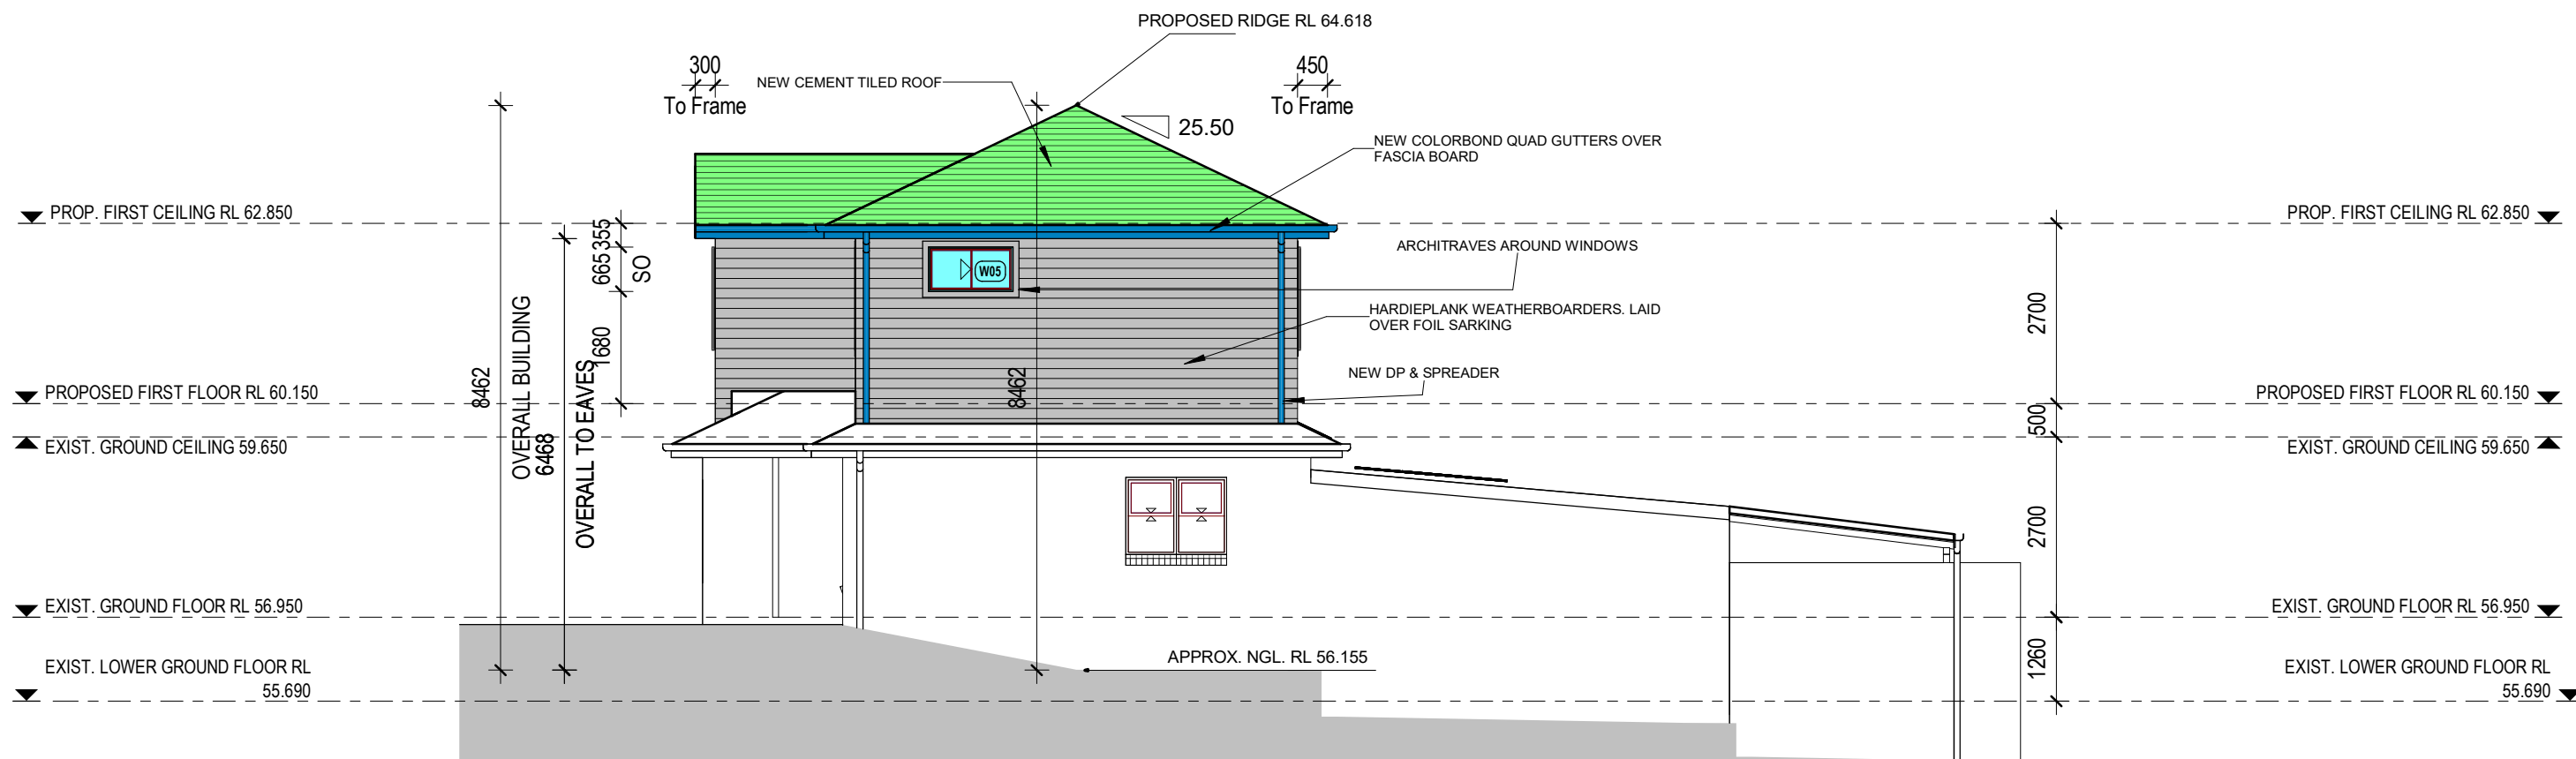 PROPOSED RIDGE RL 64.618
300
To Frame
NEW CEMENT TILED ROOF
450
To Frame
25.50
NEW COLORBOND QUAD GUTTERS OVER
FASCIA BOARD
PROP. FIRST CEILING RL 62.850
PROP. FIRST CEILING RL 62.850
355
665
SO
1680
W05
ARCHITRAVES AROUND WINDOWS
HARDIEPLANK WEATHERBOARDERS. LAID
OVER FOIL SARKING
2700
8462
OVERALL BUILDING
6468
OVERALL TO EAVES
8462
NEW DP & SPREADER
PROPOSED FIRST FLOOR RL 60.150
PROPOSED FIRST FLOOR RL 60.150
500
EXIST. GROUND CEILING 59.650
EXIST. GROUND CEILING 59.650
2700
EXIST. GROUND FLOOR RL 56.950
EXIST. GROUND FLOOR RL 56.950
1260
APPROX. NGL. RL 56.155
EXIST. LOWER GROUND FLOOR RL
55.690
EXIST. LOWER GROUND FLOOR RL
55.690